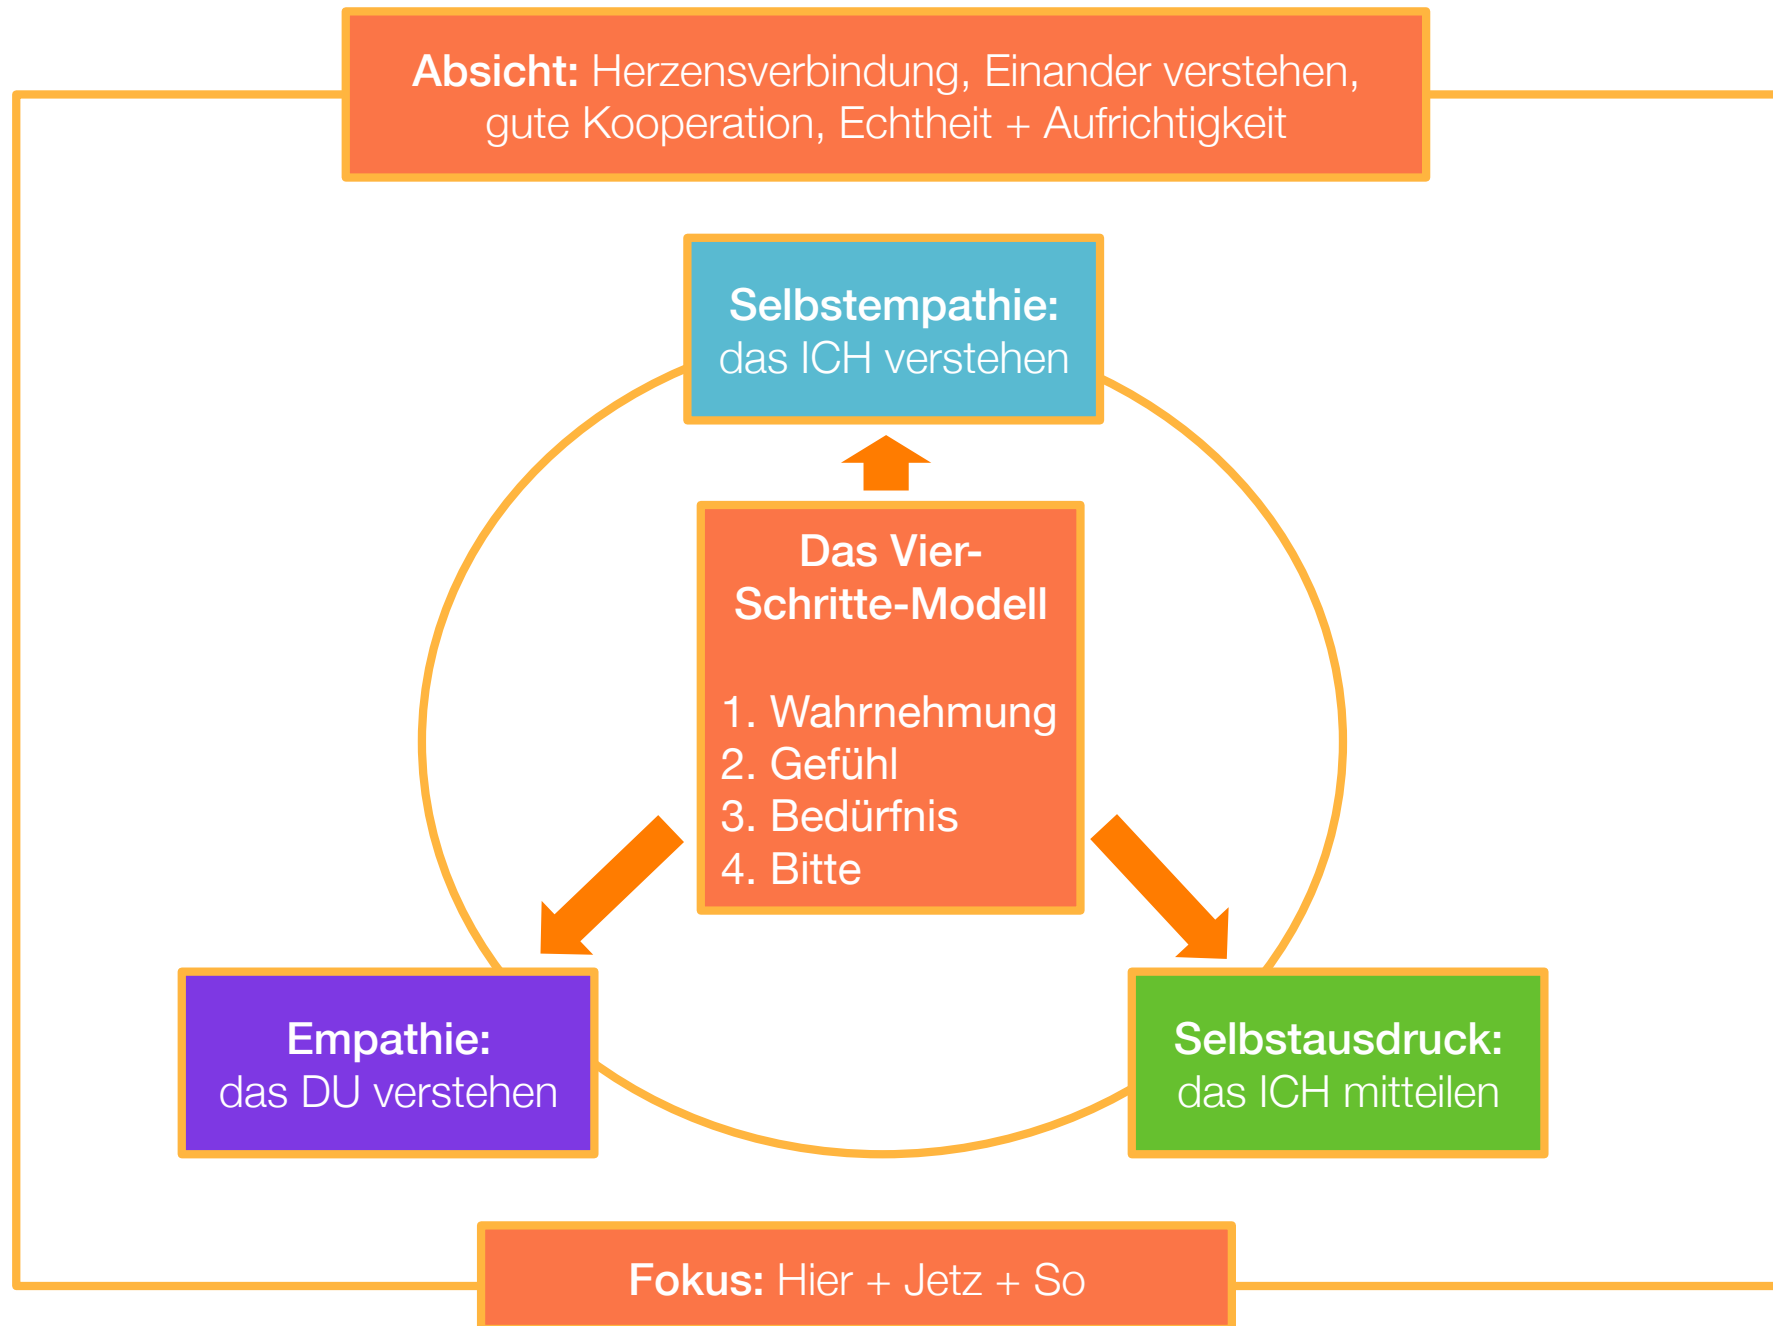 Absicht: Herzensverbindung, Einander verstehen,
gute Kooperation, Echtheit + Aufrichtigkeit
Selbstempathie:
das ICH verstehen
Das Vier-
Schritte-Modell
1. Wahrnehmung
2. Gefühl
3. Bedürfnis
4. Bitte
Empathie:
das DU verstehen
Selbstausdruck:
das ICH mitteilen
Fokus: Hier + Jetz + So